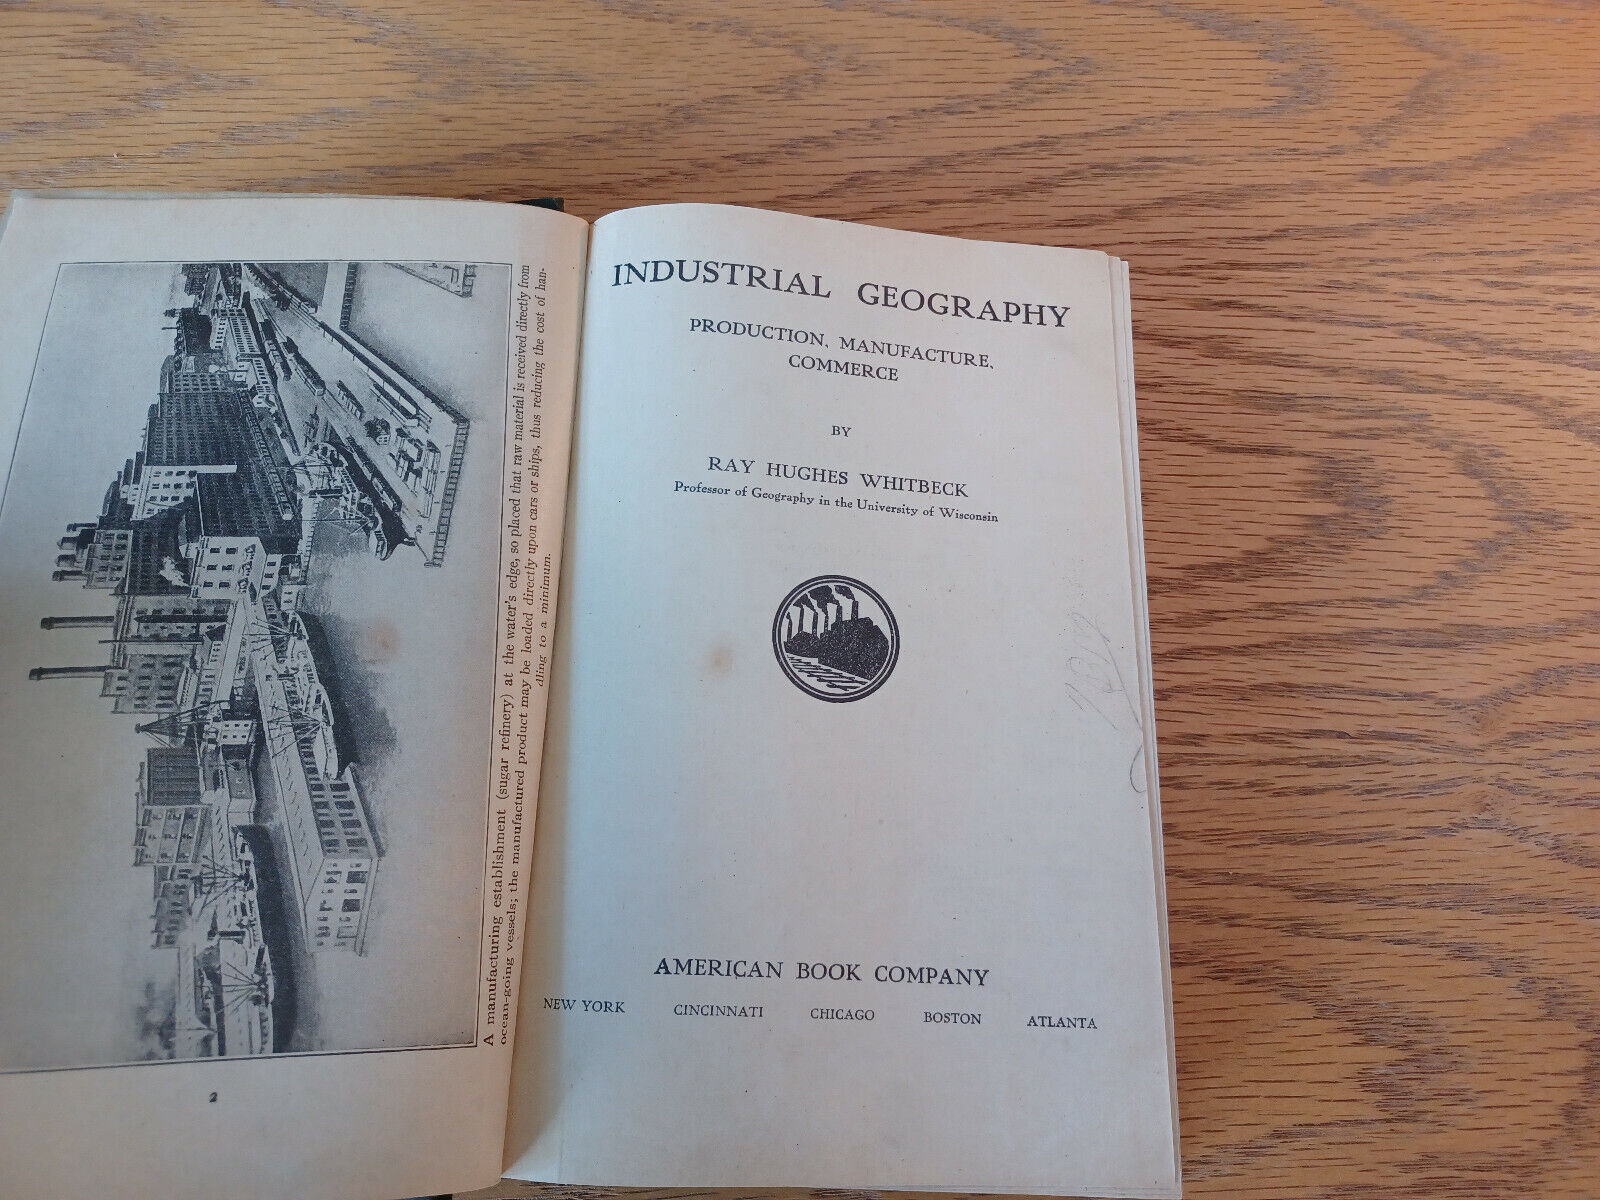 A manufacturing establishment (sugar refinery) at the water's edge, so placed that raw material is received directly from
ocean-going vessels; the manufactured product may be loaded directly upon cars or ships, thus reducing the cost of han-
dling to a minimum.
2
INDUSTRIAL GEOGRAPHY
PRODUCTION, MANUFACTURE,
COMMERCE
BY
RAY HUGHES WHITBECK
Professor of Geography in the University of Wisconsin
AMERICAN BOOK COMPANY
NEW YORK CINCINNATI CHICAGO BOSTON ATLANTA